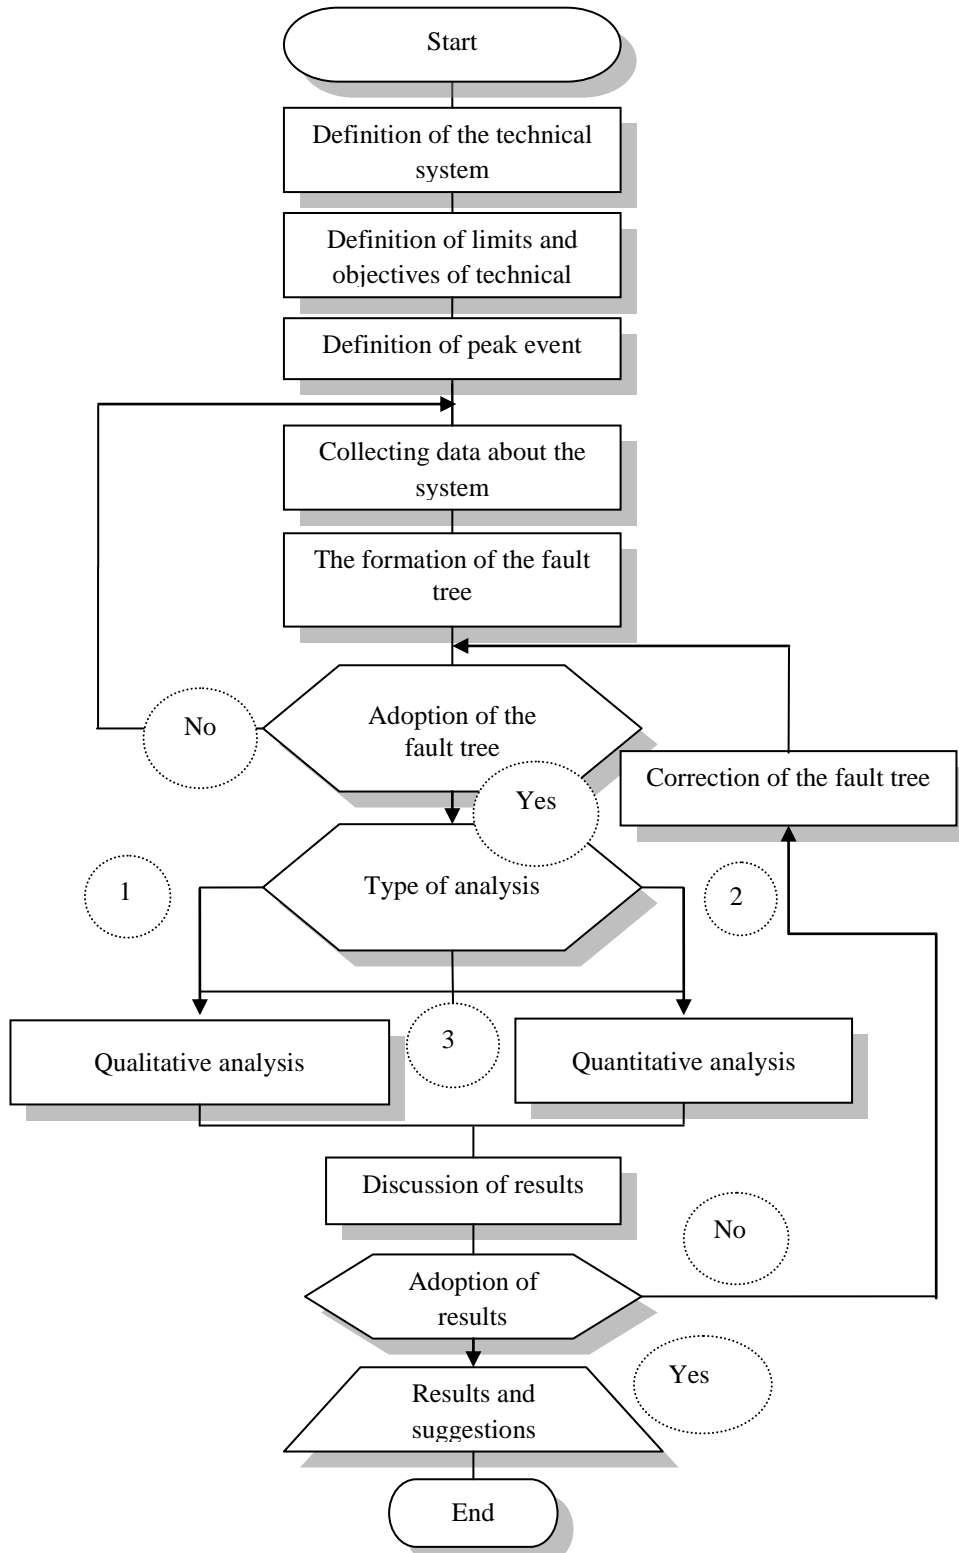 Start
Definition of the technical
system
Definition of limits and
objectives of technical
Definition of peak event
Collecting data about the
system
The formation of the fault
tree
No
Adoption of the
fault tree
Correction of the fault tree
Yes
1
Type of analysis
2
3
Qualitative analysis
Quantitative analysis
Discussion of results
No
Adoption of
results
Yes
Results and
suggestions
End